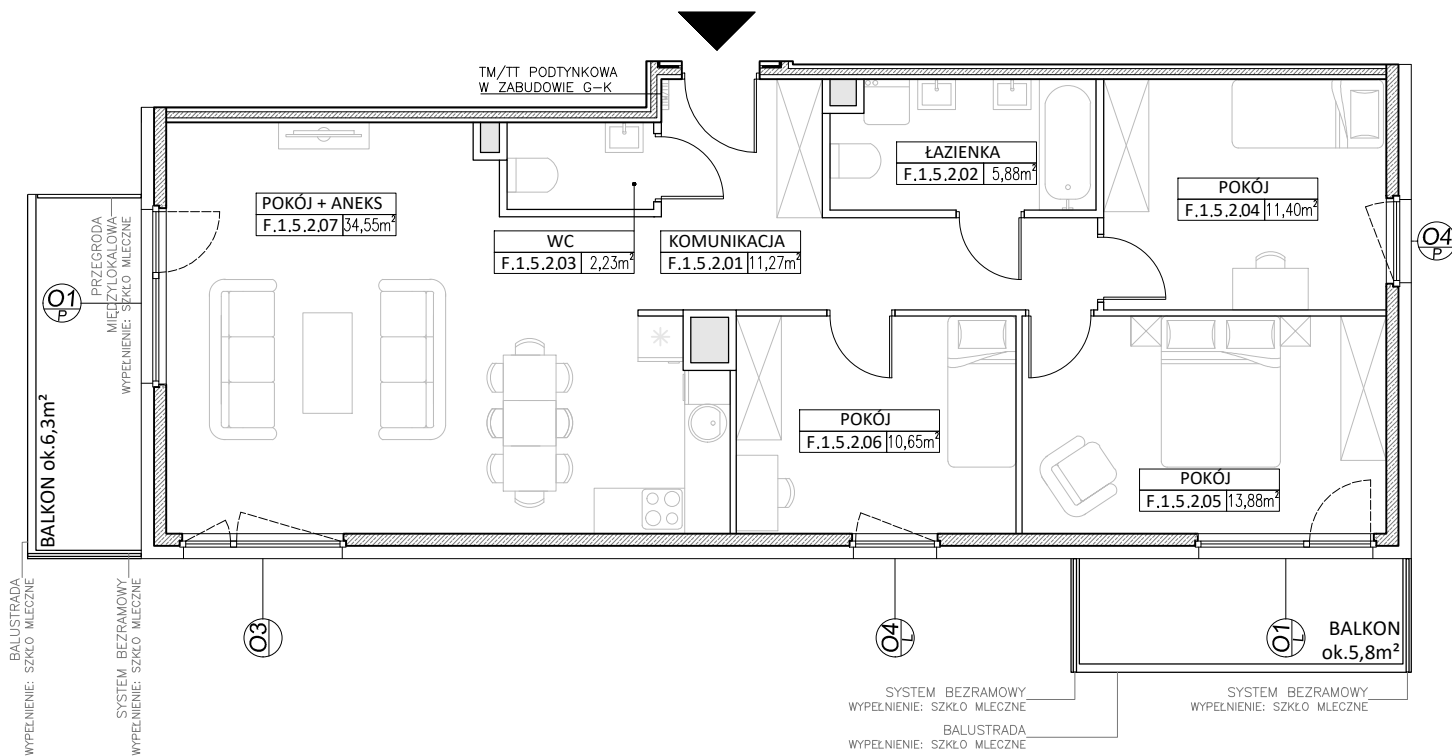 TM/TT PODTYNKOWA
W ZABUDOWIE G-K
POKÓJ + ANEKS
F.1.5.2.07 34,55m²
WC
F.1.5.2.03 2,23m²
KOMUNIKACJA
F.1.5.2.01 11,27m²
ŁAZIENKA
F.1.5.2.02 5,88m²
POKÓJ
F.1.5.2.04 11,40m²
POKÓJ
F.1.5.2.06 10,65m²
POKÓJ
F.1.5.2.05 13,88m²
PRZEGRODA
MIĘDZYLOKALOWA
WYPEŁNIENIE: SZKŁO MLECZNE
O1
P
O4
P
BALKON ok.6,3m²
BALUSTRADA
WYPEŁNIENIE: SZKŁO MLECZNE
SYSTEM BEZRAMOWY
WYPEŁNIENIE: SZKŁO MLECZNE
O3
O4
L
O1
L
BALKON
ok.5,8m²
SYSTEM BEZRAMOWY
WYPEŁNIENIE: SZKŁO MLECZNE
BALUSTRADA
WYPEŁNIENIE: SZKŁO MLECZNE
SYSTEM BEZRAMOWY
WYPEŁNIENIE: SZKŁO MLECZNE